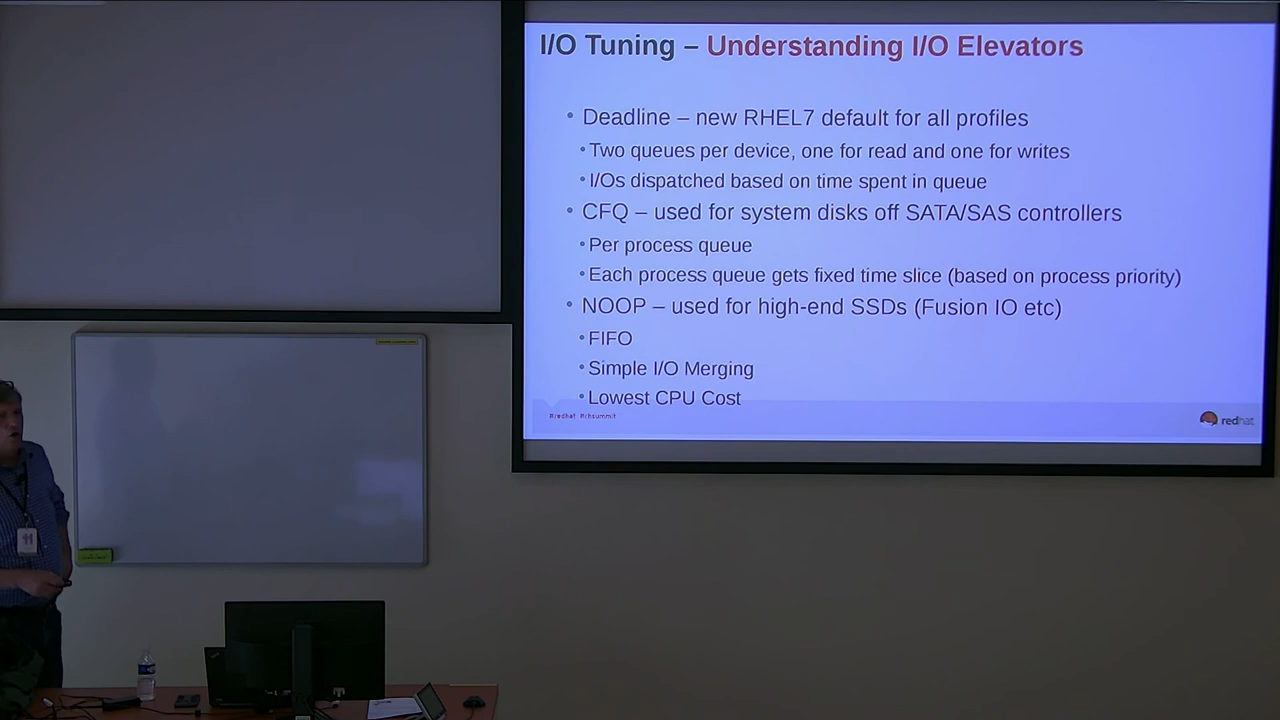 I/O Tuning – Understanding I/O Elevators
• Deadline – new RHEL7 default for all profiles
• Two queues per device, one for read and one for writes
• I/Os dispatched based on time spent in queue
• CFQ – used for system disks off SATA/SAS controllers
• Per process queue
• Each process queue gets fixed time slice (based on process priority)
• NOOP – used for high-end SSDs (Fusion IO etc)
• FIFO
• Simple I/O Merging
• Lowest CPU Cost
#redhat #rhsummit
redhat